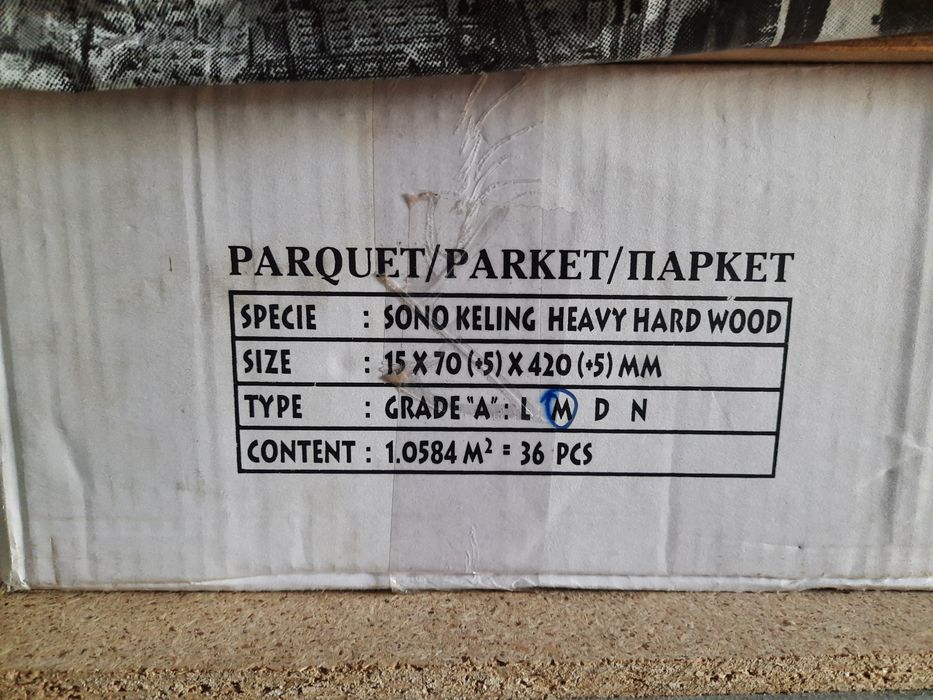 PARQUET/PARKET/ПАРКЕТ
SPECIE : SONO KELING HEAVY HARD WOOD
SIZE : 15 X 70 (+5) X 420 (+5) MM
TYPE : GRADE "A" : L M D N
CONTENT : 1.0584 M² = 36 PCS